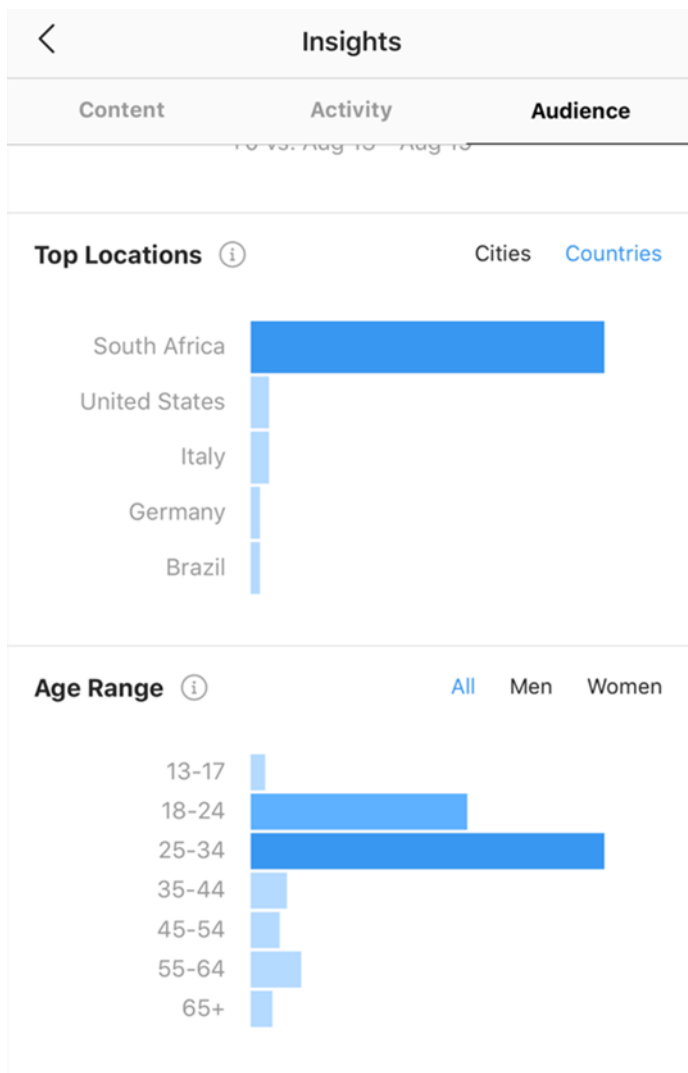 Insights
Content Activity Audience
Top Locations Cities Countries
South Africa
United States
Italy
Germany
Brazil
Age Range All Men Women
13-17
18-24
25-34
35-44
45-54
55-64
65+